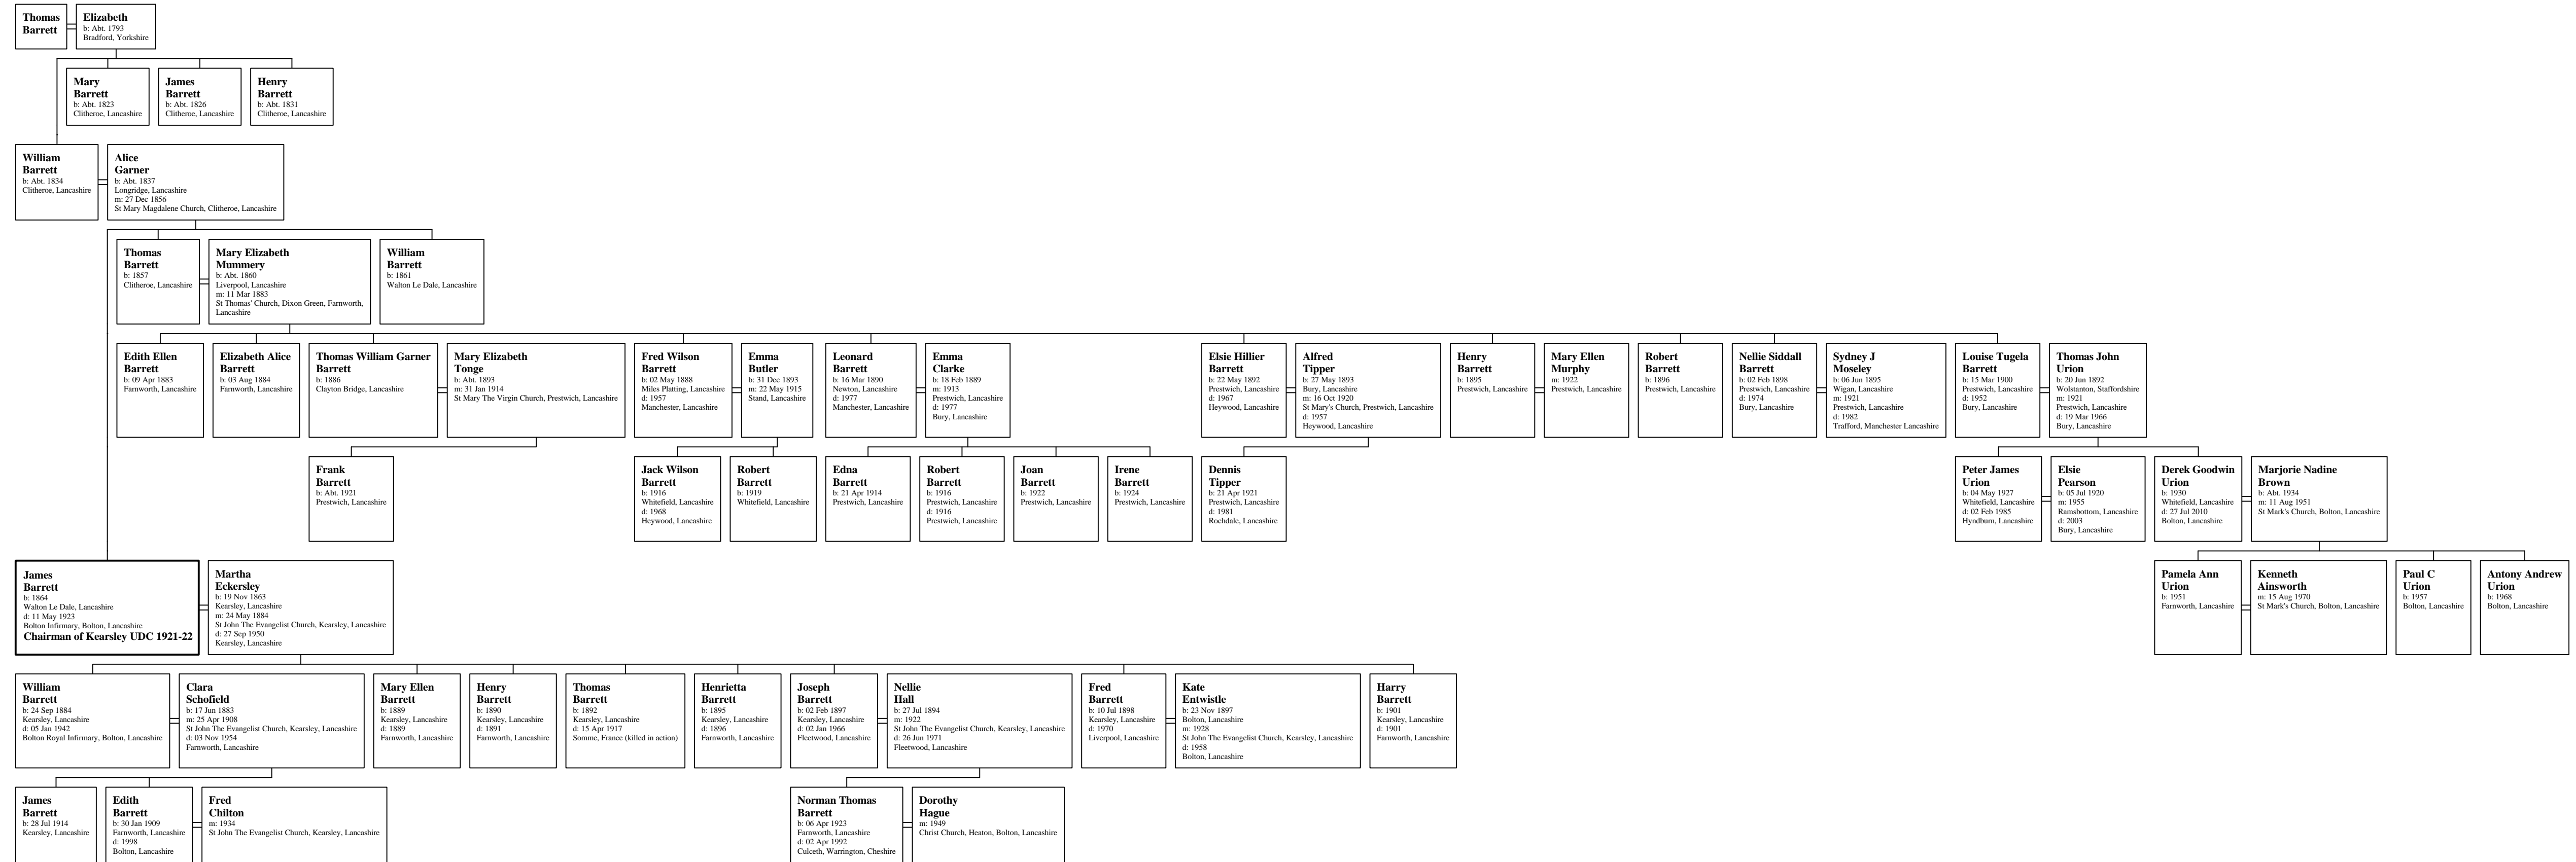 Thomas
Barrett
Elizabeth
b: Abt. 1793
Bradford, Yorkshire
Mary
Barrett
b: Abt. 1823
Clitheroe, Lancashire
James
Barrett
b: Abt. 1826
Clitheroe, Lancashire
Henry
Barrett
b: Abt. 1831
Clitheroe, Lancashire
William
Barrett
b: Abt. 1834
Clitheroe, Lancashire
Alice
Garner
b: Abt. 1837
Longridge, Lancashire
m: 27 Dec 1856
St Mary Magdalene Church, Clitheroe, Lancashire
Thomas
Barrett
b: 1857
Clitheroe, Lancashire
Mary Elizabeth
Mummery
b: Abt. 1860
Liverpool, Lancashire
m: 11 Mar 1883
St Thomas' Church, Dixon Green, Farnworth,
Lancashire
William
Barrett
b: 1861
Walton Le Dale, Lancashire
Edith Ellen
Barrett
b: 09 Apr 1883
Farnworth, Lancashire
Elizabeth Alice
Barrett
b: 03 Aug 1884
Farnworth, Lancashire
Thomas William Garner
Barrett
b: 1886
Clayton Bridge, Lancashire
Mary Elizabeth
Tonge
b: Abt. 1893
m: 31 Jan 1914
St Mary The Virgin Church, Prestwich, Lancashire
Fred Wilson
Barrett
b: 02 May 1888
Miles Platting, Lancashire
d: 1957
Manchester, Lancashire
Emma
Butler
b: 31 Dec 1893
m: 22 May 1915
Stand, Lancashire
Leonard
Barrett
b: 16 Mar 1890
Newton, Lancashire
d: 1977
Manchester, Lancashire
Emma
Clarke
b: 18 Feb 1889
m: 1913
Prestwich, Lancashire
d: 1977
Bury, Lancashire
Elsie Hillier
Barrett
b: 22 May 1892
Prestwich, Lancashire
d: 1967
Heywood, Lancashire
Alfred
Tipper
b: 27 May 1893
Bury, Lancashire
m: 16 Oct 1920
St Mary's Church, Prestwich, Lancashire
d: 1957
Heywood, Lancashire
Henry
Barrett
b: 1895
Prestwich, Lancashire
Mary Ellen
Murphy
m: 1922
Prestwich, Lancashire
Robert
Barrett
b: 1896
Prestwich, Lancashire
Nellie Siddall
Barrett
b: 02 Feb 1898
Prestwich, Lancashire
d: 1974
Bury, Lancashire
Sydney J
Moseley
b: 06 Jun 1895
Wigan, Lancashire
m: 1921
Prestwich, Lancashire
d: 1982
Trafford, Manchester Lancashire
Louise Tugela
Barrett
b: 15 Mar 1900
Prestwich, Lancashire
d: 1952
Bury, Lancashire
Thomas John
Urion
b: 20 Jun 1892
Wolstanton, Staffordshire
m: 1921
Prestwich, Lancashire
d: 19 Mar 1966
Bury, Lancashire
Frank
Barrett
b: Abt. 1921
Prestwich, Lancashire
Jack Wilson
Barrett
b: 1916
Whitefield, Lancashire
d: 1968
Heywood, Lancashire
Robert
Barrett
b: 1919
Whitefield, Lancashire
Edna
Barrett
b: 21 Apr 1914
Prestwich, Lancashire
Robert
Barrett
b: 1916
Prestwich, Lancashire
d: 1916
Prestwich, Lancashire
Joan
Barrett
b: 1922
Prestwich, Lancashire
Irene
Barrett
b: 1924
Prestwich, Lancashire
Dennis
Tipper
b: 21 Apr 1921
Prestwich, Lancashire
d: 1981
Rochdale, Lancashire
Peter James
Urion
b: 04 May 1927
Whitefield, Lancashire
d: 02 Feb 1985
Hyndburn, Lancashire
Elsie
Pearson
b: 05 Jul 1920
m: 1955
Ramsbottom, Lancashire
d: 2003
Bury, Lancashire
Derek Goodwin
Urion
b: 1930
Whitefield, Lancashire
d: 27 Jul 2010
Bolton, Lancashire
Marjorie Nadine
Brown
b: Abt. 1934
m: 11 Aug 1951
St Mark's Church, Bolton, Lancashire
James
Barrett
b: 1864
Walton Le Dale, Lancashire
d: 11 May 1923
Bolton Infirmary, Bolton, Lancashire
Chairman of Kearsley UDC 1921-22
Martha
Eckersley
b: 19 Nov 1863
Kearsley, Lancashire
m: 24 May 1884
St John The Evangelist Church, Kearsley, Lancashire
d: 27 Sep 1950
Kearsley, Lancashire
Pamela Ann
Urion
b: 1951
Farnworth, Lancashire
Kenneth
Ainsworth
m: 15 Aug 1970
St Mark's Church, Bolton, Lancashire
Paul C
Urion
b: 1957
Bolton, Lancashire
Antony Andrew
Urion
b: 1968
Bolton, Lancashire
William
Barrett
b: 24 Sep 1884
Kearsley, Lancashire
d: 05 Jan 1942
Bolton Royal Infirmary, Bolton, Lancashire
Clara
Schofield
b: 17 Jun 1883
m: 25 Apr 1908
St John The Evangelist Church, Kearsley, Lancashire
d: 03 Nov 1954
Farnworth, Lancashire
Mary Ellen
Barrett
b: 1889
Kearsley, Lancashire
d: 1889
Farnworth, Lancashire
Henry
Barrett
b: 1890
Kearsley, Lancashire
d: 1891
Farnworth, Lancashire
Thomas
Barrett
b: 1892
Kearsley, Lancashire
d: 15 Apr 1917
Somme, France (killed in action)
Henrietta
Barrett
b: 1895
Kearsley, Lancashire
d: 1896
Farnworth, Lancashire
Joseph
Barrett
b: 02 Feb 1897
Kearsley, Lancashire
d: 02 Jan 1966
Fleetwood, Lancashire
Nellie
Hall
b: 27 Jul 1894
m: 1922
St John The Evangelist Church, Kearsley, Lancashire
d: 26 Jun 1971
Fleetwood, Lancashire
Fred
Barrett
b: 10 Jul 1898
Kearsley, Lancashire
d: 1970
Liverpool, Lancashire
Kate
Entwistle
b: 23 Nov 1897
Bolton, Lancashire
m: 1928
St John The Evangelist Church, Kearsley, Lancashire
d: 1958
Bolton, Lancashire
Harry
Barrett
b: 1901
Kearsley, Lancashire
d: 1901
Farnworth, Lancashire
James
Barrett
b: 28 Jul 1914
Kearsley, Lancashire
Edith
Barrett
b: 30 Jan 1909
Farnworth, Lancashire
d: 1998
Bolton, Lancashire
Fred
Chilton
m: 1934
St John The Evangelist Church, Kearsley, Lancashire
Norman Thomas
Barrett
b: 06 Apr 1923
Farnworth, Lancashire
d: 02 Apr 1992
Culceth, Warrington, Cheshire
Dorothy
Hague
m: 1949
Christ Church, Heaton, Bolton, Lancashire